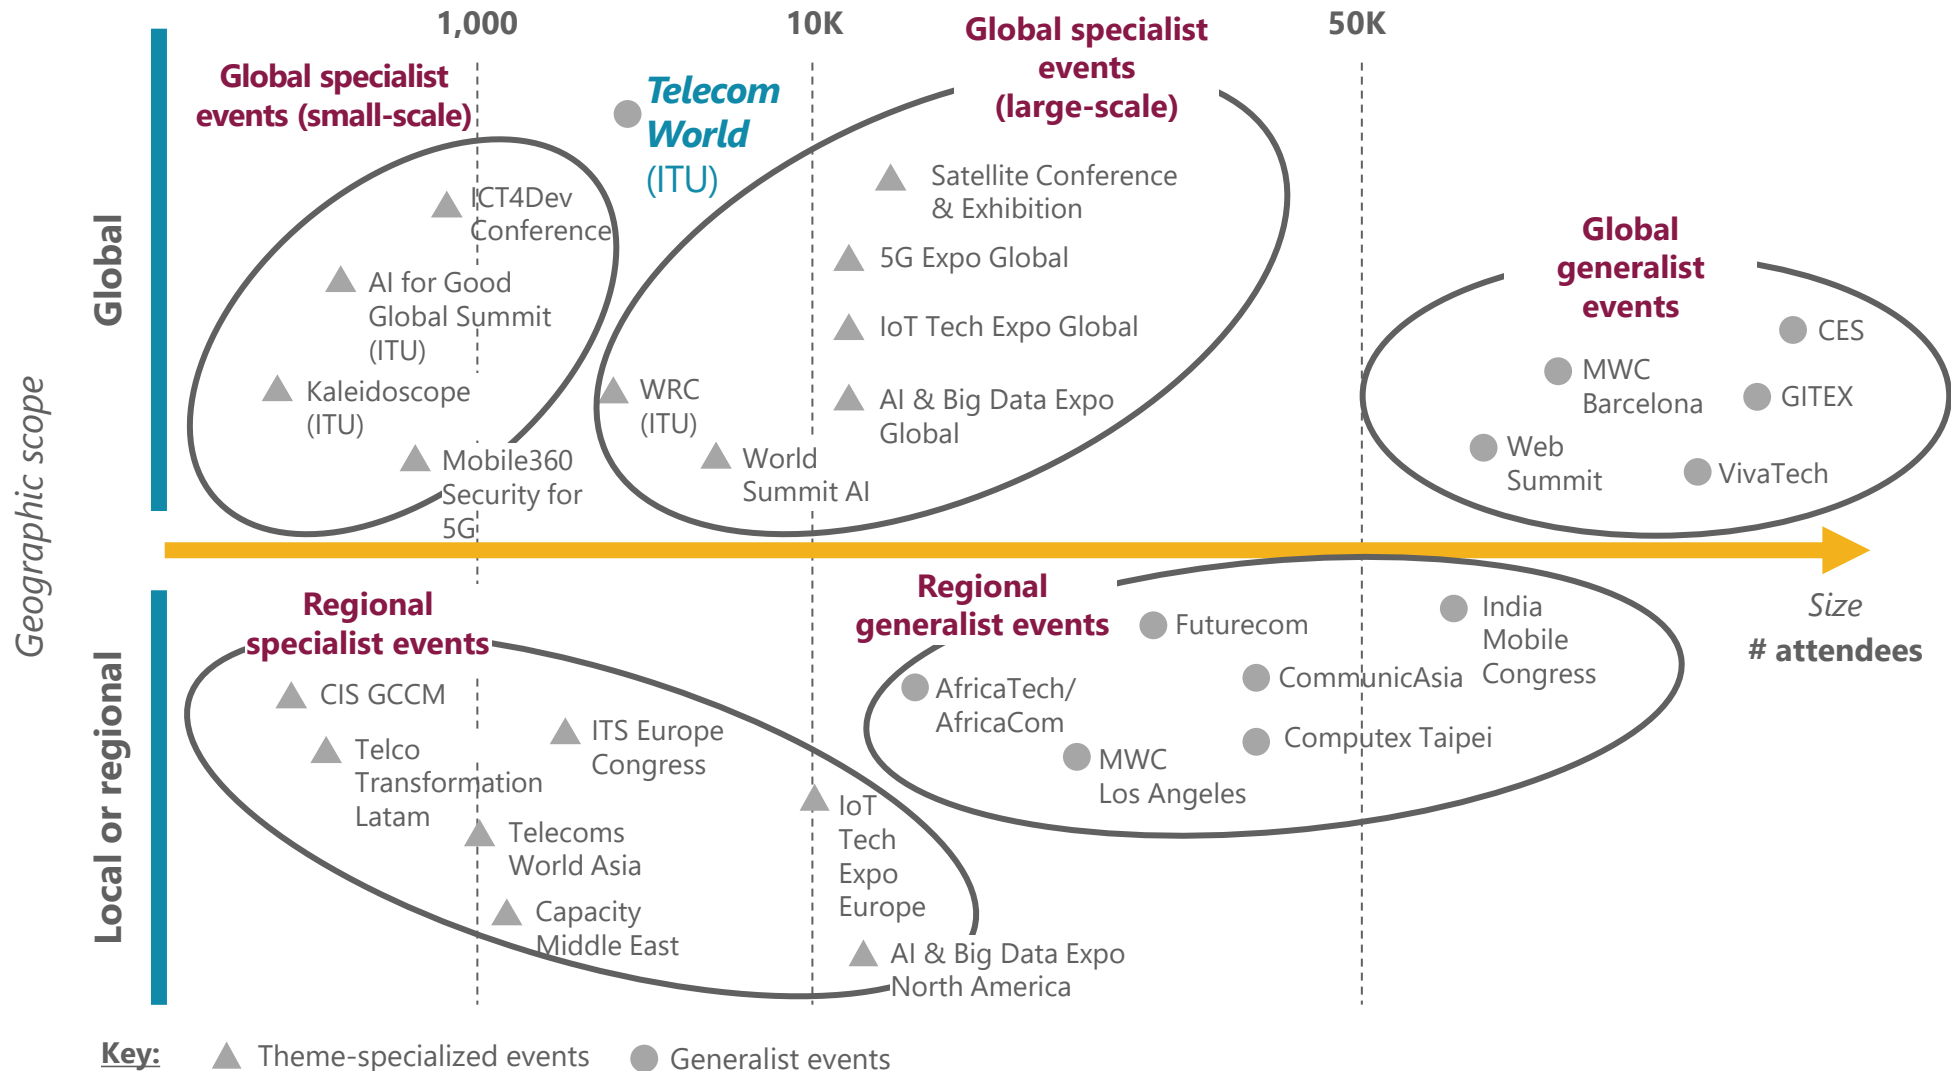 1,000
10K
50K
Global specialist
events (small-scale)
Telecom
World
(ITU)
Global specialist
events
(large-scale)
Global
generalist
events
Geographic scope
Global
ICT4Dev
Conference
AI for Good
Global Summit
(ITU)
Kaleidoscope
(ITU)
Mobile360
Security for
5G
Satellite Conference
& Exhibition
5G Expo Global
IoT Tech Expo Global
AI & Big Data Expo
Global
WRC
(ITU)
World
Summit AI
CES
MWC
Barcelona
GITEX
Web
Summit
VivaTech
Size
# attendees
Local or regional
Regional
specialist events
CIS GCCM
Telco
Transformation
Latam
ITS Europe
Congress
Telecoms
World Asia
Capacity
Middle East
IoT
Tech
Expo
Europe
AI & Big Data Expo
North America
Regional
generalist events
Futurecom
India
Mobile
Congress
AfricaTech/
AfricaCom
CommunicAsia
MWC
Los Angeles
Computex Taipei
Key:
Theme-specialized events
Generalist events